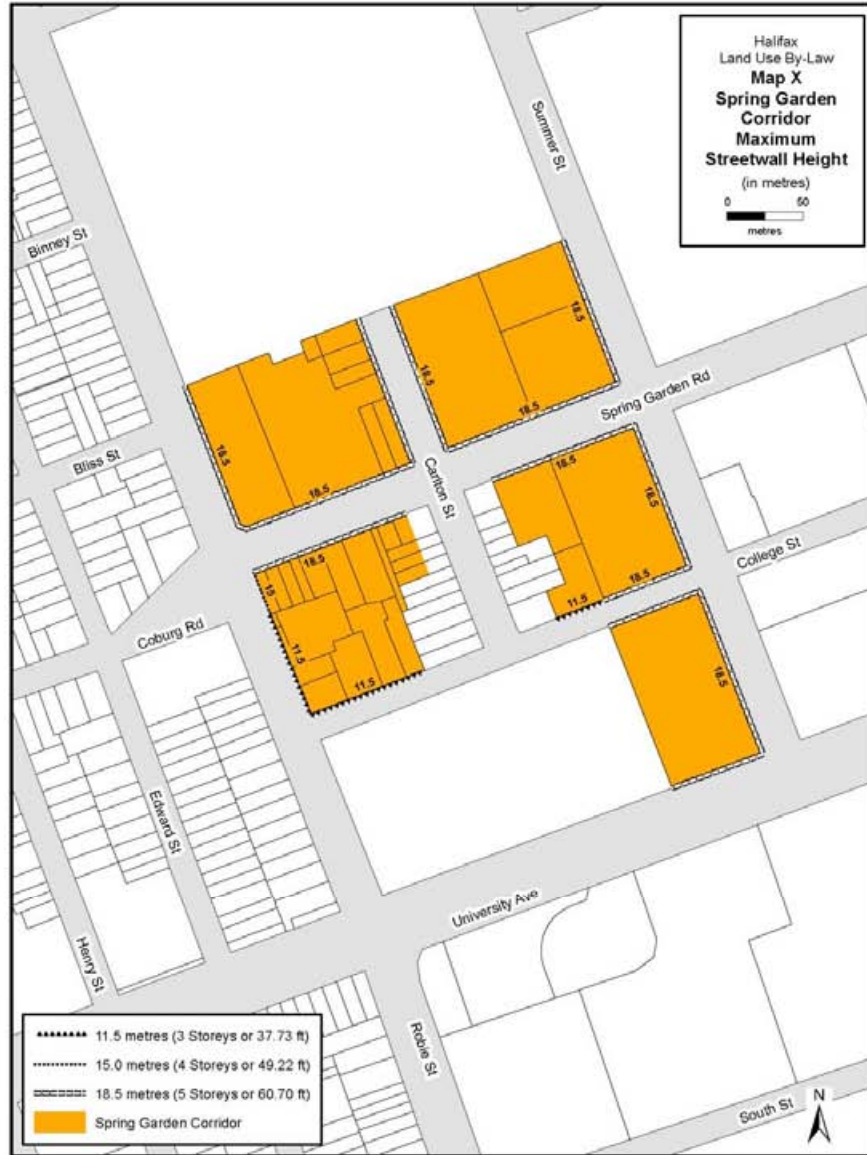 Halifax
Land Use By-Law
Map X
Spring Garden
Corridor
Maximum
Streetwall Height
(in metres)
0 50
metres
Summer St
Binney St
18.5
18.5
18.5
18.5
Spring Garden Rd
Bliss St
18.5
18.5
Carlton St
18.5
18.5
18.5
15
College St
11.5
18.5
Coburg Rd
11.5
11.5
18.5
Edward St
University Ave
Henry St
Robie St
South St
11.5 metres (3 Storeys or 37.73 ft)
15.0 metres (4 Storeys or 49.22 ft)
18.5 metres (5 Storeys or 60.70 ft)
Spring Garden Corridor
N